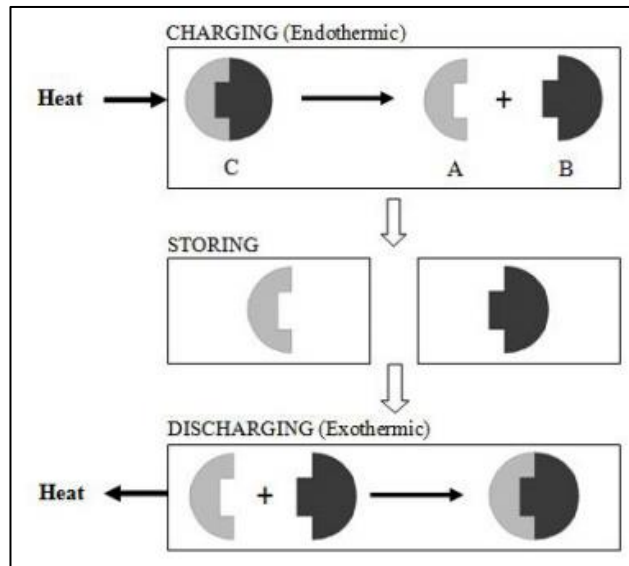 CHARGING (Endothermic)
Heat
+
C
A
B
STORING
DISCHARGING (Exothermic)
Heat
+